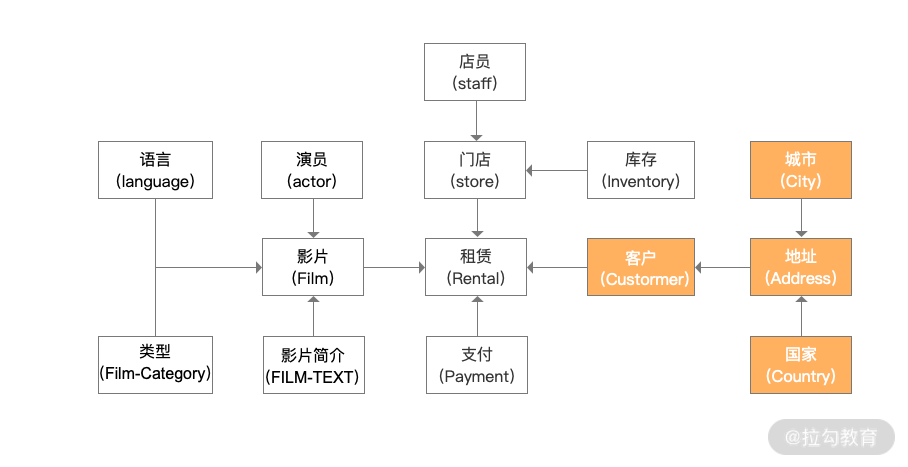 店员
(staff)
语言
(language)
演员
(actor)
门店
(store)
库存
(Inventory)
城市
(City)
影片
(Film)
租赁
(Rental)
客户
(Custormer)
地址
(Address)
类型
(Film-Category)
影片简介
(FILM-TEXT)
支付
(Payment)
国家
(Country)
@拉勾教育